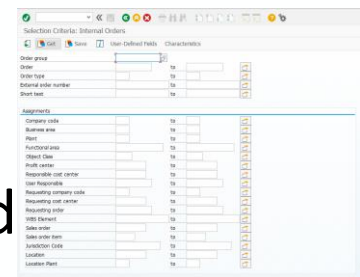 Selection Criteria: Internal Orders
Get Save User-Defined Fields Characteristics
Order group
Order to
Order type to
External order number to
Short text to
Assignments
Company code to
Business area to
Plant to
Functional area to
Object Class to
Profit center to
Responsible cost center to
User Responsible to
Requesting company code to
Requesting cost center to
Requesting order to
WBS Element to
Sales order to
Sales order item to
Jurisdiction Code to
Location to
Location Plant to
d